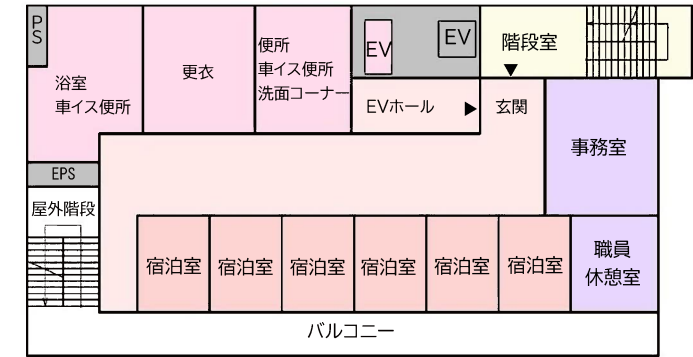 PS
浴室
車イス便所
更衣
便所
車イス便所
洗面コーナー
EV
EV
階段室
EVホール
玄関
事務室
EPS
屋外階段
宿泊室
宿泊室
宿泊室
宿泊室
宿泊室
宿泊室
職員
休憩室
バルコニー